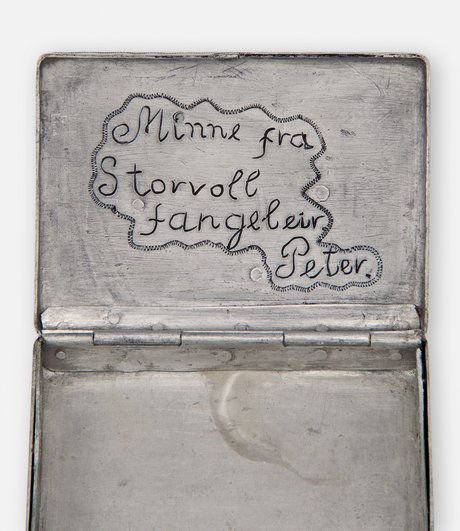 Minne fra
Storvoll
fangeleir.
Peter.